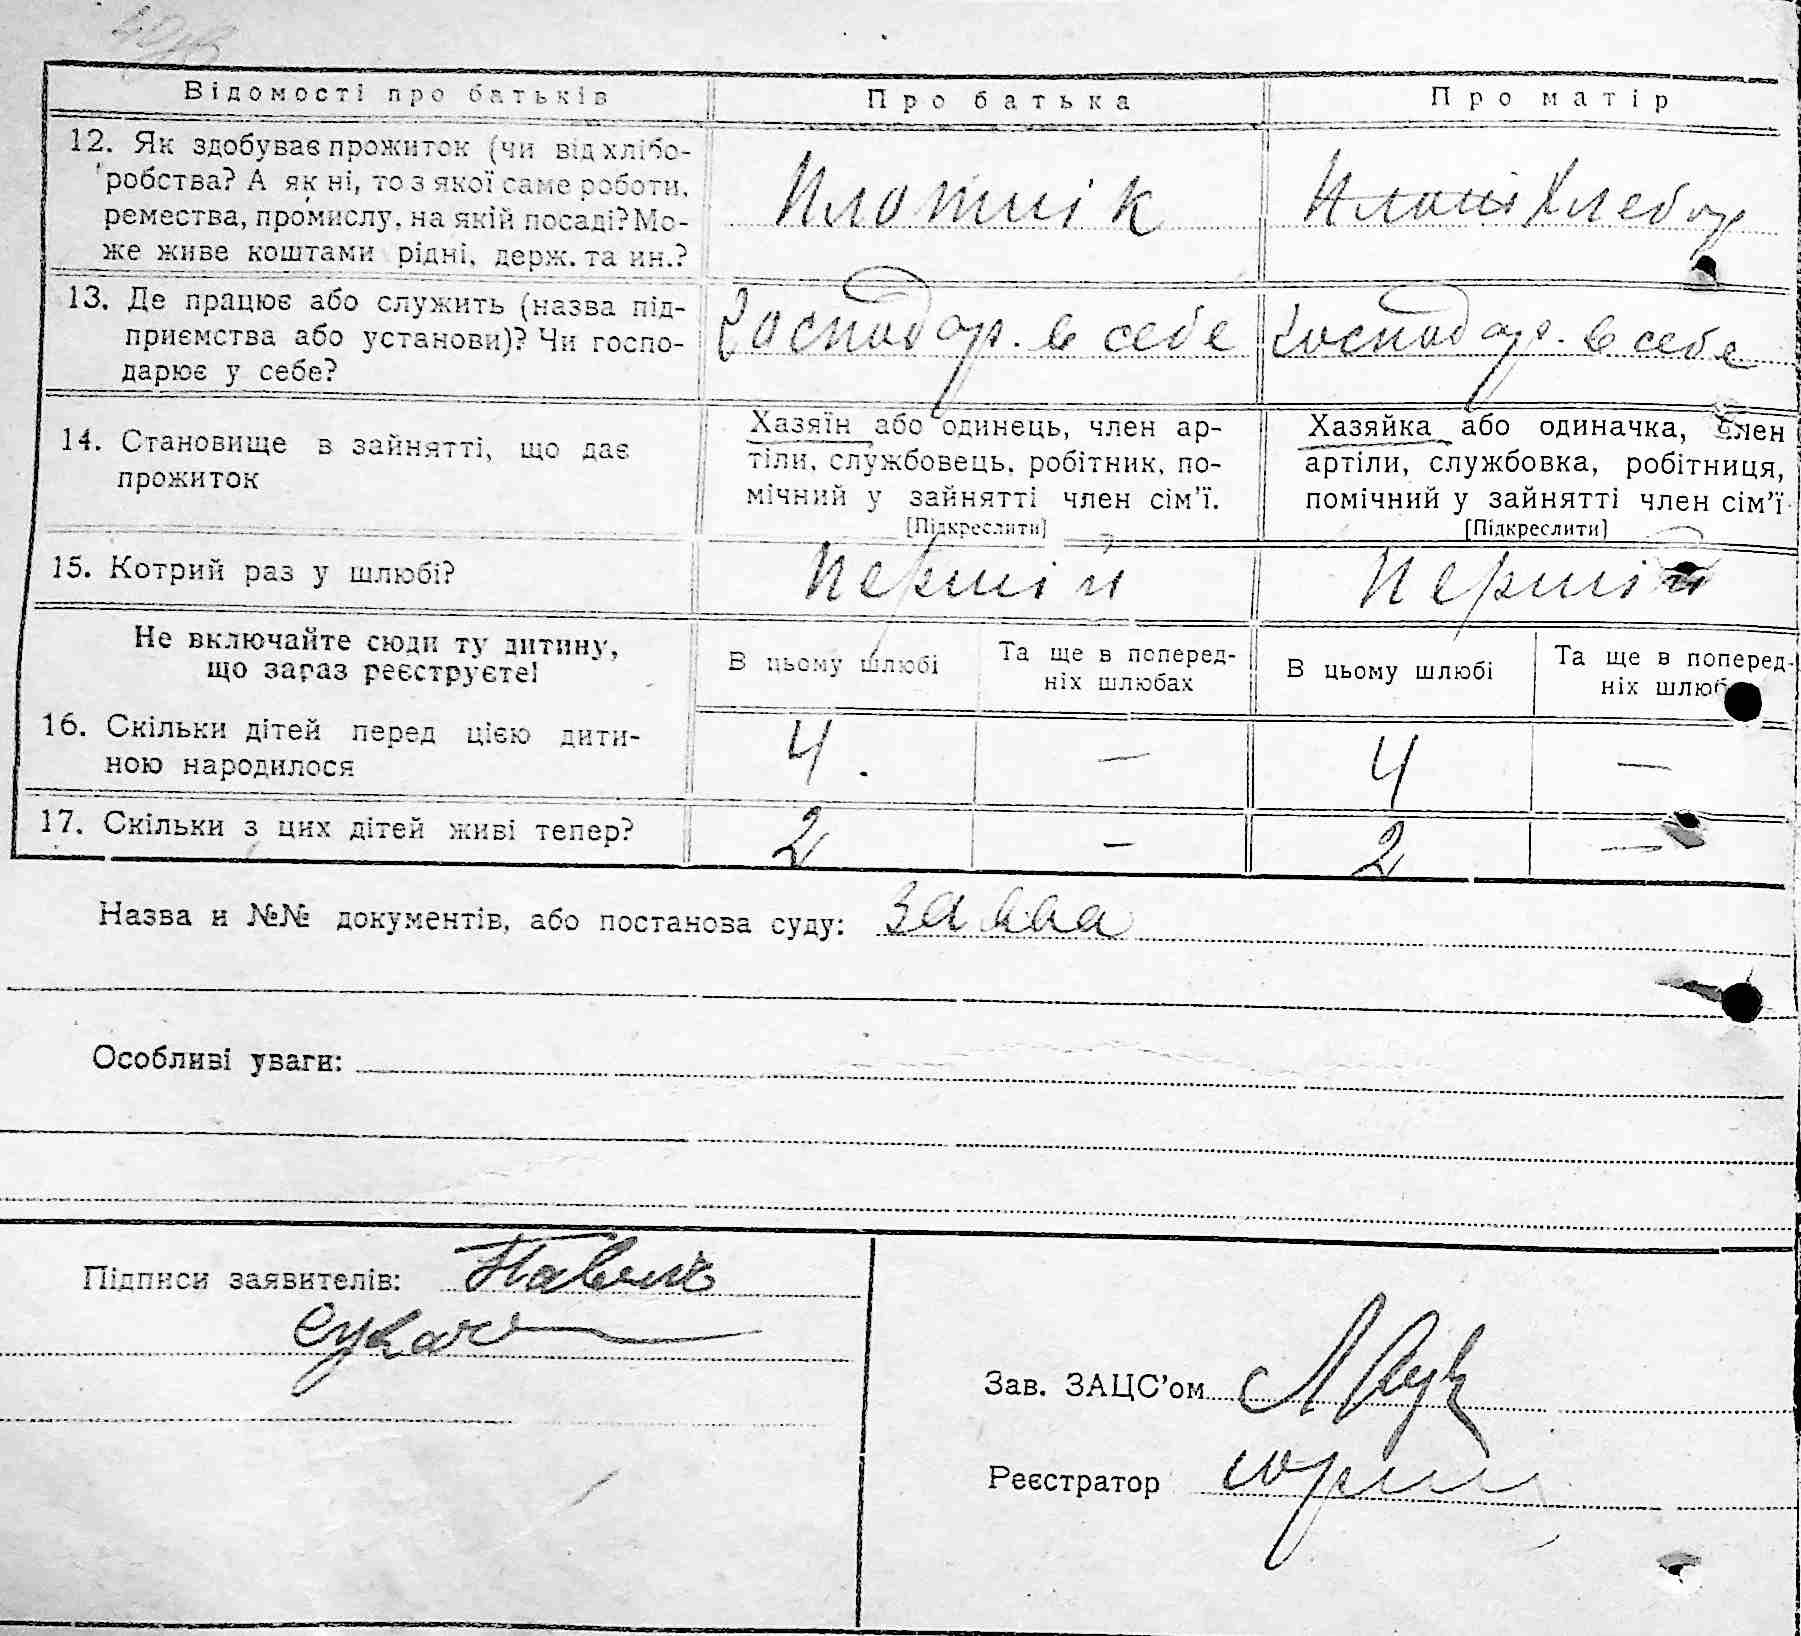 Відомості про батьків Про батька Про матір
12. Як здобуває прожиток (чи від хлібо-
робства? А як ні, то з якої саме роботи,
ремества, промислу, на якій посаді? Мо-
же живе коштами рідні, держ. та ин.?
Плотнік Хлебор
13. Де працює або служить (назва під-
приємства або установи)? Чи госпо-
дарює у себе?
Господар. в себе Господар. в себе
14. Становище в зайнятті, що дає
прожиток
Хазяїн або одинець, член ар-
тіли, службовець, робітник, по-
мічний у зайнятті член сім'ї.
[Підкреслити]
Хазяйка або одиначка, член
артіли, службовка, робітниця,
помічний у зайнятті член сім'ї
[Підкреслити]
15. Котрий раз у шлюбі? Першій Першій
Не включайте сюди ту дитину,
що зараз реєструєте!
В цьому шлюбі
Та ще в поперед-
ніх шлюбах
В цьому шлюбі
Та ще в поперед-
ніх шлюб
16. Скільки дітей перед цією дити-
ною народилося
4. — 4 —
17. Скільки з цих дітей живі тепер? 2 — 2 —
Назва и №№ документів, або постанова суду: заява
Особливі уваги:
Підписи заявителів: Павлик
Сукач
Зав. ЗАЦС'ом
Реєстратор